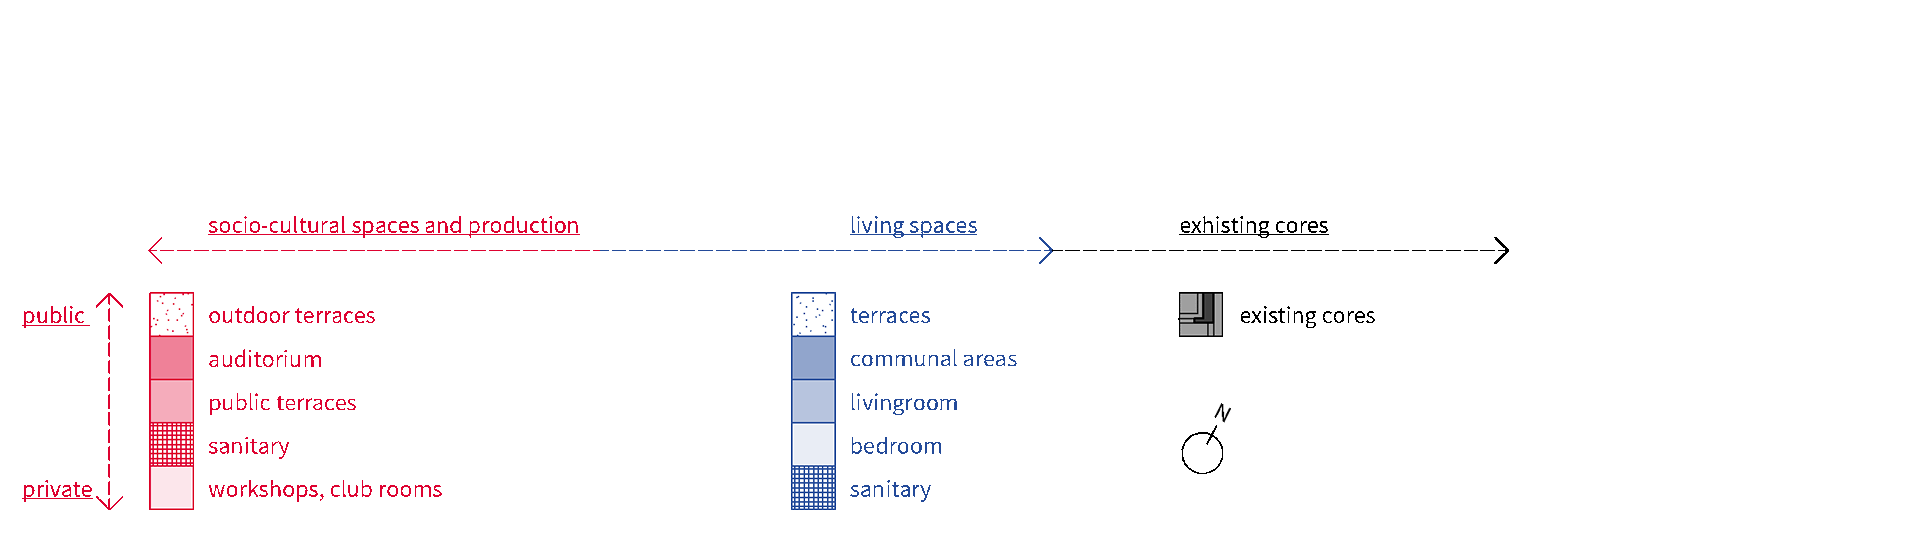 socio-cultural spaces and production
living spaces
exhisting cores
public
outdoor terraces
auditorium
public terraces
sanitary
private
workshops, club rooms
terraces
communal areas
livingroom
bedroom
sanitary
existing cores
N